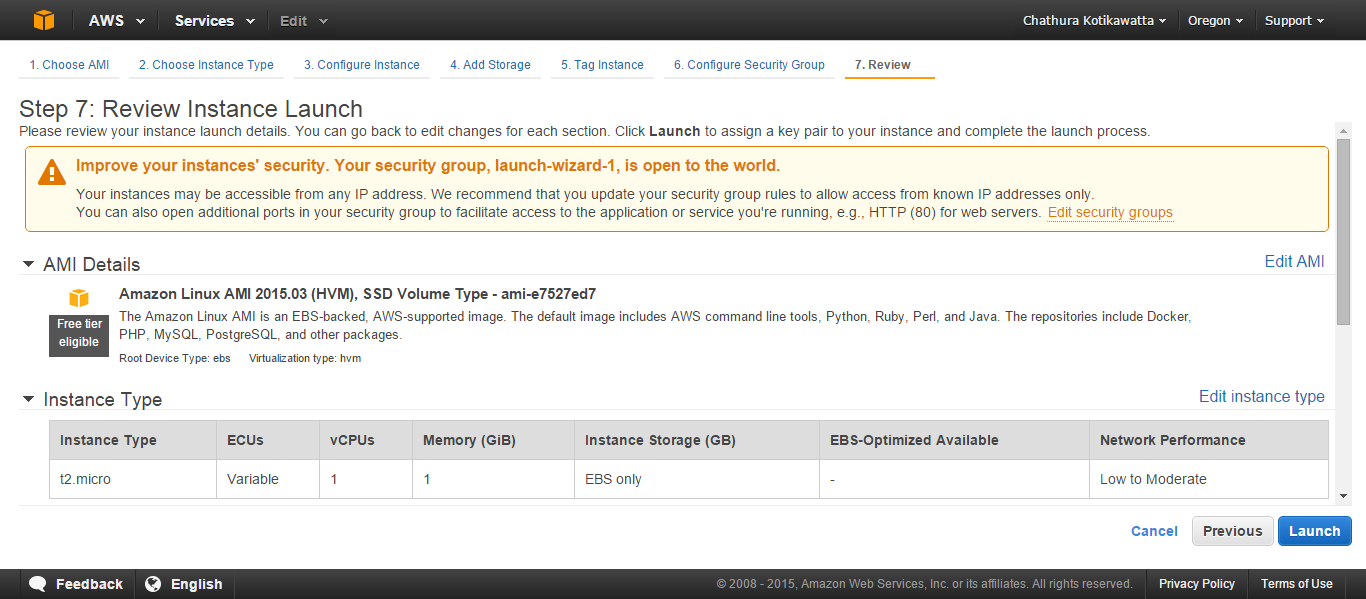 AWS Services Edit Chathura Kotikawatta Oregon Support
1. Choose AMI 2. Choose Instance Type 3. Configure Instance 4. Add Storage 5. Tag Instance 6. Configure Security Group 7. Review
Step 7: Review Instance Launch
Please review your instance launch details. You can go back to edit changes for each section. Click Launch to assign a key pair to your instance and complete the launch process.
Improve your instances' security. Your security group, launch-wizard-1, is open to the world.
Your instances may be accessible from any IP address. We recommend that you update your security group rules to allow access from known IP addresses only.
You can also open additional ports in your security group to facilitate access to the application or service you're running, e.g., HTTP (80) for web servers. Edit security groups
AMI Details Edit AMI
Amazon Linux AMI 2015.03 (HVM), SSD Volume Type - ami-e7527ed7
Free tier
eligible
The Amazon Linux AMI is an EBS-backed, AWS-supported image. The default image includes AWS command line tools, Python, Ruby, Perl, and Java. The repositories include Docker,
PHP, MySQL, PostgreSQL, and other packages.
Root Device Type: ebs Virtualization type: hvm
Instance Type Edit instance type
Instance Type ECUs vCPUs Memory (GiB) Instance Storage (GB) EBS-Optimized Available Network Performance
t2.micro Variable 1 1 EBS only - Low to Moderate
Cancel Previous Launch
Feedback English © 2008 - 2015, Amazon Web Services, Inc. or its affiliates. All rights reserved. Privacy Policy Terms of Use